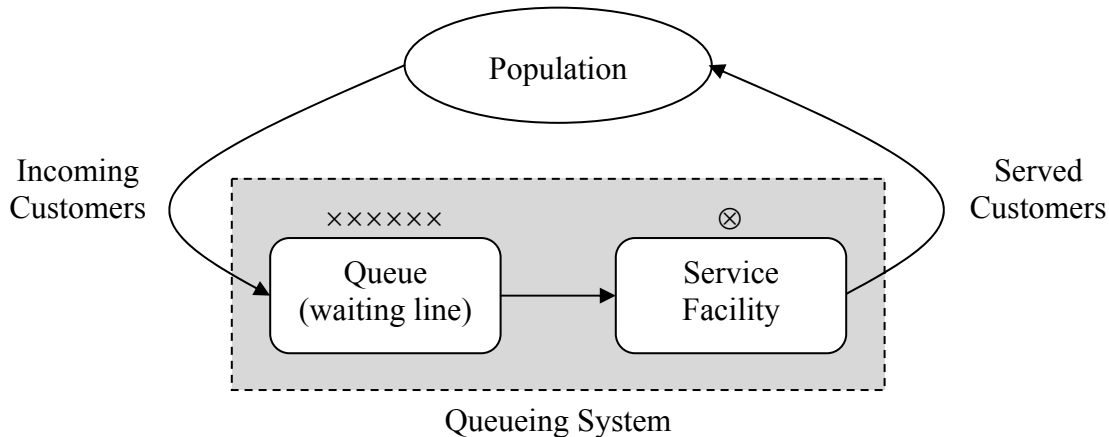 Population
Incoming
Customers
Served
Customers
××××××
⊗
Queue
(waiting line)
Service
Facility
Queueing System